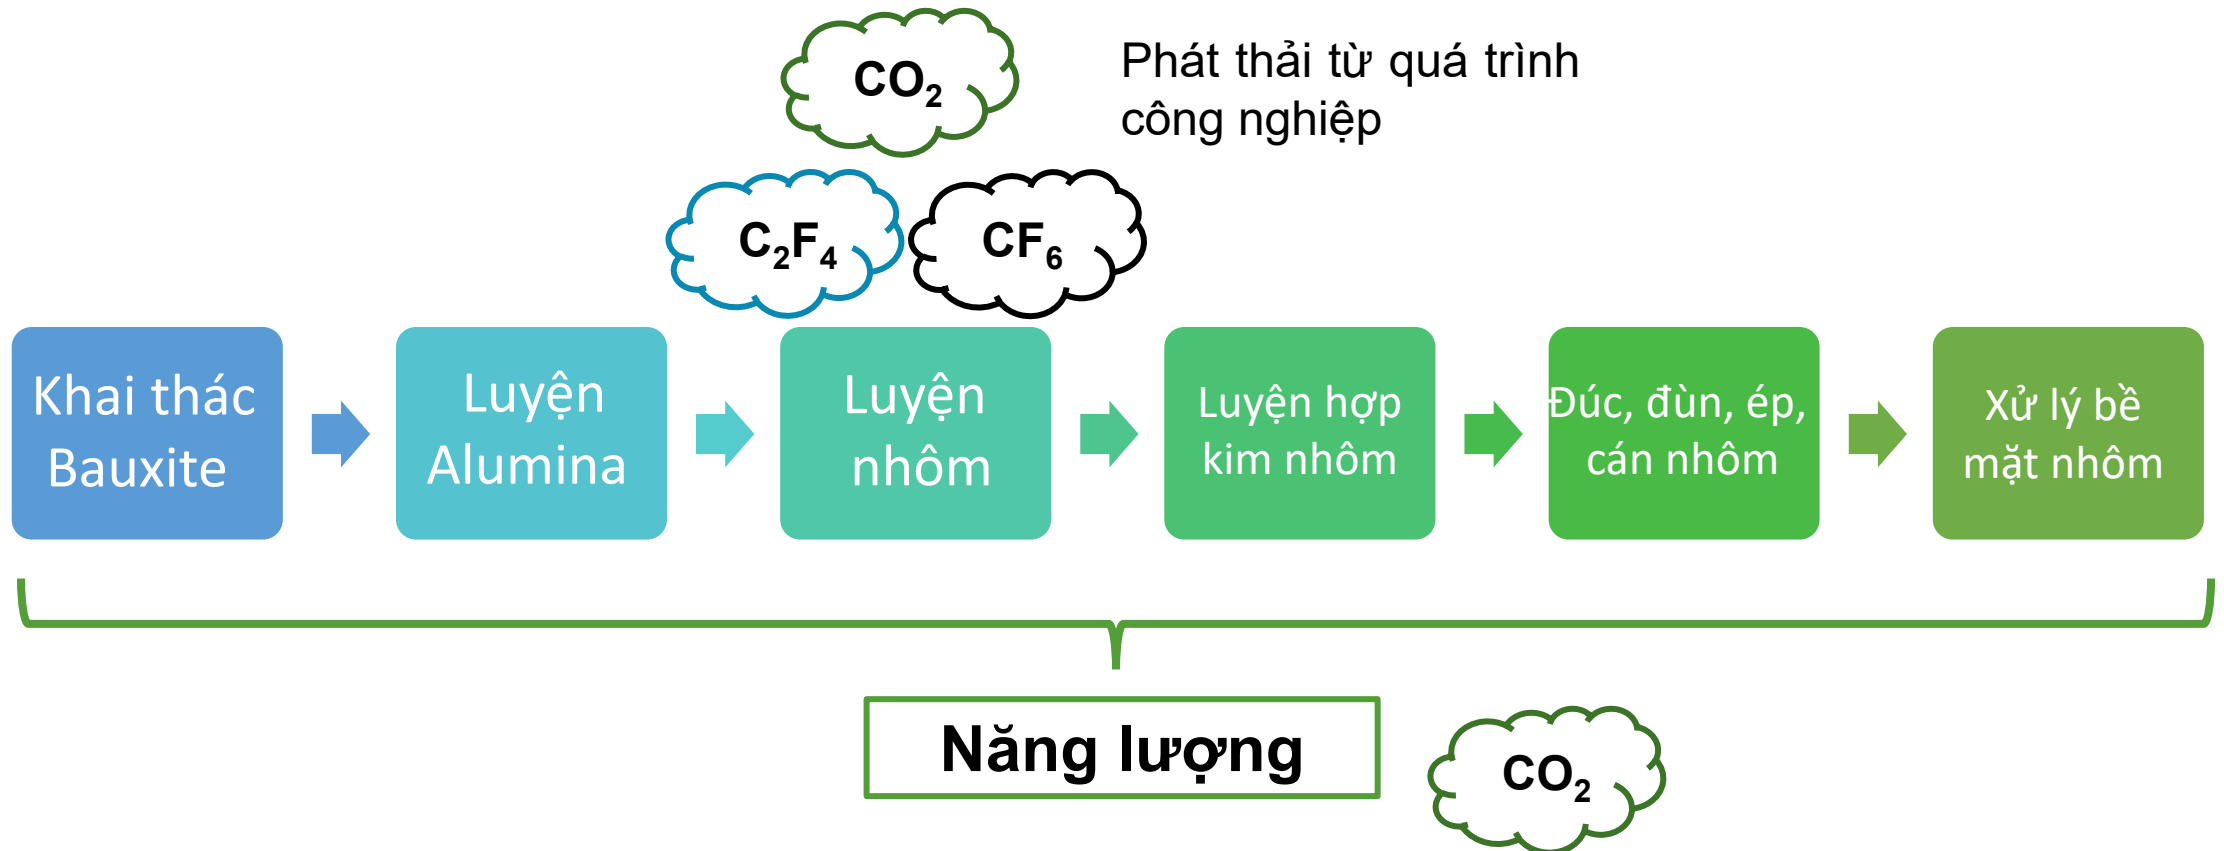 CO₂
Phát thải từ quá trình
công nghiệp
C₂F₄
CF₆
Khai thác
Bauxite
Luyện
Alumina
Luyện
nhôm
Luyện hợp
kim nhôm
Đúc, đùn, ép,
cán nhôm
Xử lý bề
mặt nhôm
Năng lượng
CO₂